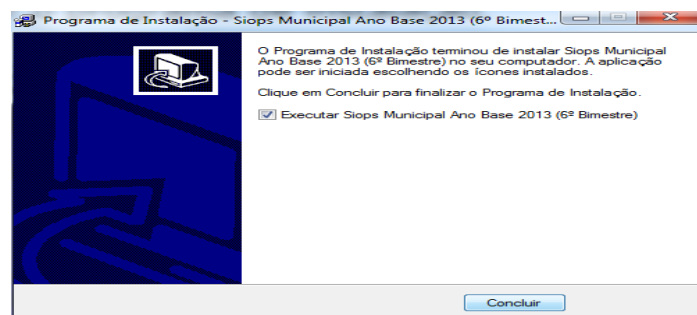 Programa de Instalação - Siops Municipal Ano Base 2013 (6º Bimest...
O Programa de Instalação terminou de instalar Siops Municipal
Ano Base 2013 (6º Bimestre) no seu computador. A aplicação
pode ser iniciada escolhendo os ícones instalados.
Clique em Concluir para finalizar o Programa de Instalação.
Executar Siops Municipal Ano Base 2013 (6º Bimestre)
Concluir